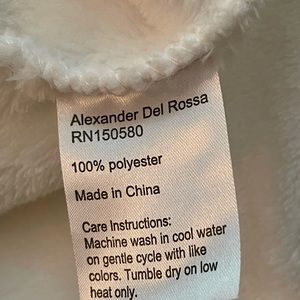 Alexander Del Rossa
RN150580
100% polyester
Made in China
Care Instructions:
Machine wash in cool water
on gentle cycle with like
colors. Tumble dry on low
heat only.